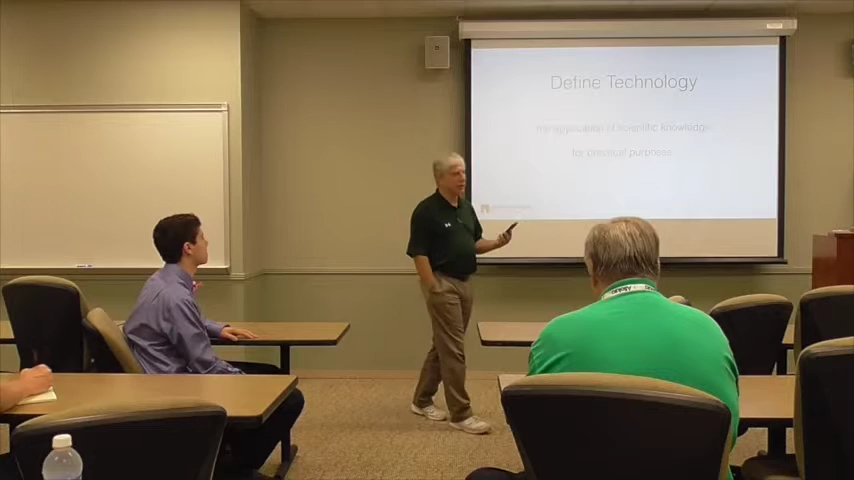 Define Technology
the application of scientific knowledge
for practical purposes